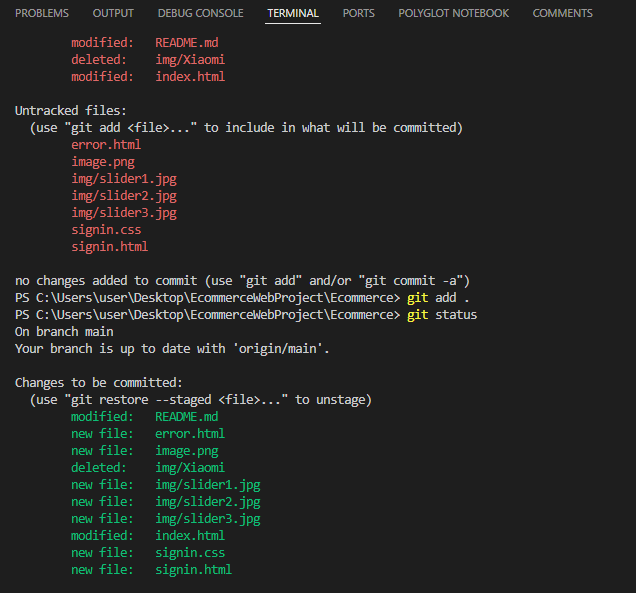 PROBLEMS OUTPUT DEBUG CONSOLE TERMINAL PORTS POLYGLOT NOTEBOOK COMMENTS
modified: README.md
deleted: img/Xiaomi
modified: index.html
Untracked files:
(use "git add <file>..." to include in what will be committed)
error.html
image.png
img/slider1.jpg
img/slider2.jpg
img/slider3.jpg
signin.css
signin.html
no changes added to commit (use "git add" and/or "git commit -a")
PS C:\Users\user\Desktop\EcommerceWebProject\Ecommerce> git add .
PS C:\Users\user\Desktop\EcommerceWebProject\Ecommerce> git status
On branch main
Your branch is up to date with 'origin/main'.
Changes to be committed:
(use "git restore --staged <file>..." to unstage)
modified: README.md
new file: error.html
new file: image.png
deleted: img/Xiaomi
new file: img/slider1.jpg
new file: img/slider2.jpg
new file: img/slider3.jpg
modified: index.html
new file: signin.css
new file: signin.html